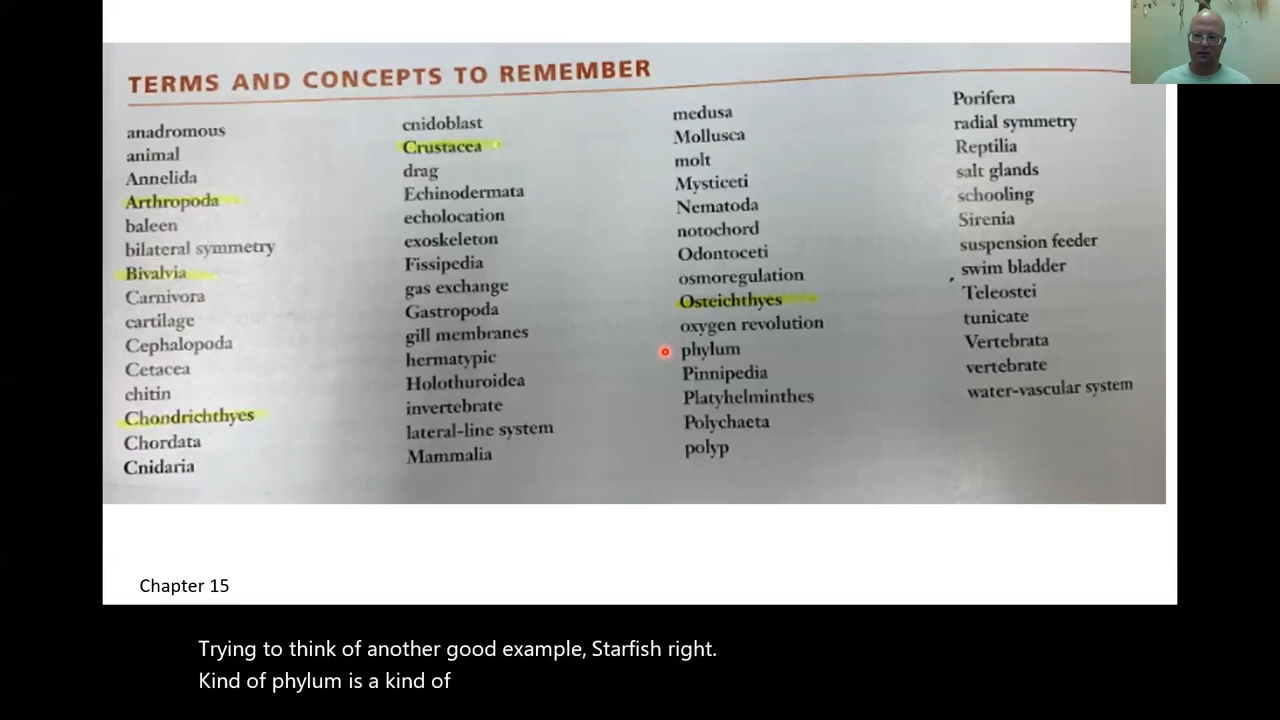 TERMS AND CONCEPTS TO REMEMBER
anadromous
animal
Annelida
Arthropoda
baleen
bilateral symmetry
Bivalvia
Carnivora
cartilage
Cephalopoda
Cetacea
chitin
Chondrichthyes
Chordata
Cnidaria
cnidoblast
Crustacea
drag
Echinodermata
echolocation
exoskeleton
Fissipedia
gas exchange
Gastropoda
gill membranes
hermatypic
Holothuroidea
invertebrate
lateral-line system
Mammalia
medusa
Mollusca
molt
Mysticeti
Nematoda
notochord
Odontoceti
osmoregulation
Osteichthyes
oxygen revolution
phylum
Pinnipedia
Platyhelminthes
Polychaeta
polyp
Porifera
radial symmetry
Reptilia
salt glands
schooling
Sirenia
suspension feeder
swim bladder
Teleostei
tunicate
Vertebrata
vertebrate
water-vascular system
Chapter 15
Trying to think of another good example, Starfish right.
Kind of phylum is a kind of